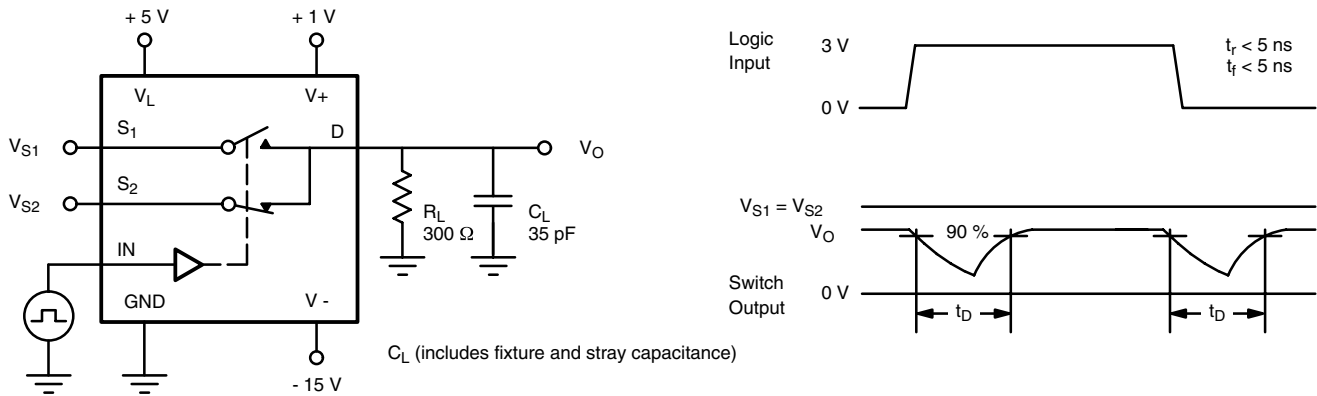 + 5 V
+ 1 V
V_L
V+
V_S1
S_1
D
V_O
V_S2
S_2
R_L
300 Ω
C_L
35 pF
IN
GND
V -
C_L (includes fixture and stray capacitance)
- 15 V
Logic
Input
3 V
0 V
t_r < 5 ns
t_f < 5 ns
V_S1 = V_S2
V_O
90 %
Switch
Output
0 V
t_D
t_D